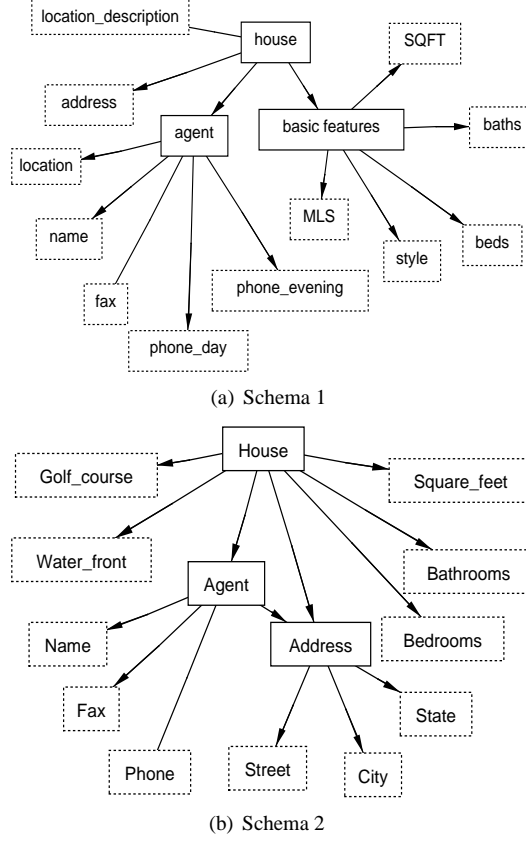 location_description
house
SQFT
address
agent
basic features
baths
location
name
MLS
style
beds
fax
phone_evening
phone_day
(a) Schema 1
House
Golf_course
Square_feet
Water_front
Bathrooms
Agent
Name
Address
Bedrooms
Fax
State
Phone
Street
City
(b) Schema 2